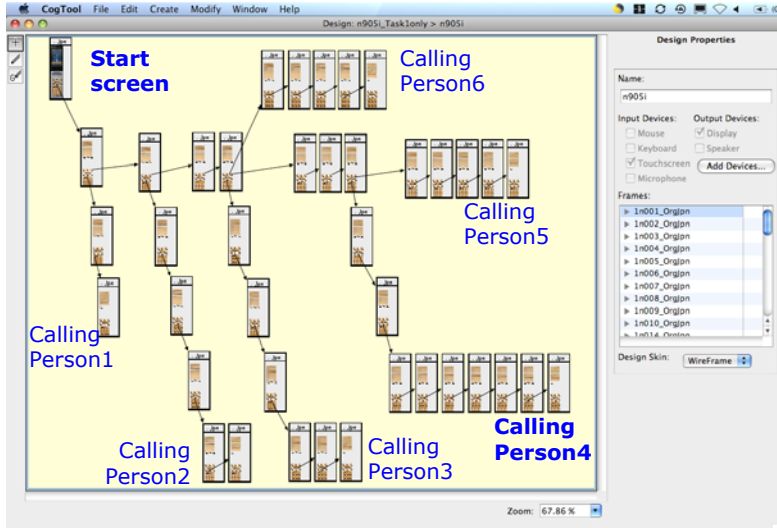 CogTool File Edit Create Modify Window Help
Design: n905i_Task1only > n905i
Start
screen
Calling
Person6
Calling
Person5
Calling
Person1
Calling
Person4
Calling
Person2
Calling
Person3
Zoom: 67.86 %
Design Properties
Name:
n905i
Input Devices: Output Devices:
Mouse Display
Keyboard Speaker
Touchscreen Add Devices...
Microphone
Frames:
1n001_OrgJpn
1n002_OrgJpn
1n003_OrgJpn
1n004_OrgJpn
1n005_OrgJpn
1n006_OrgJpn
1n007_OrgJpn
1n008_OrgJpn
1n009_OrgJpn
1n010_OrgJpn
1n014_OrgJpn
Design Skin: WireFrame